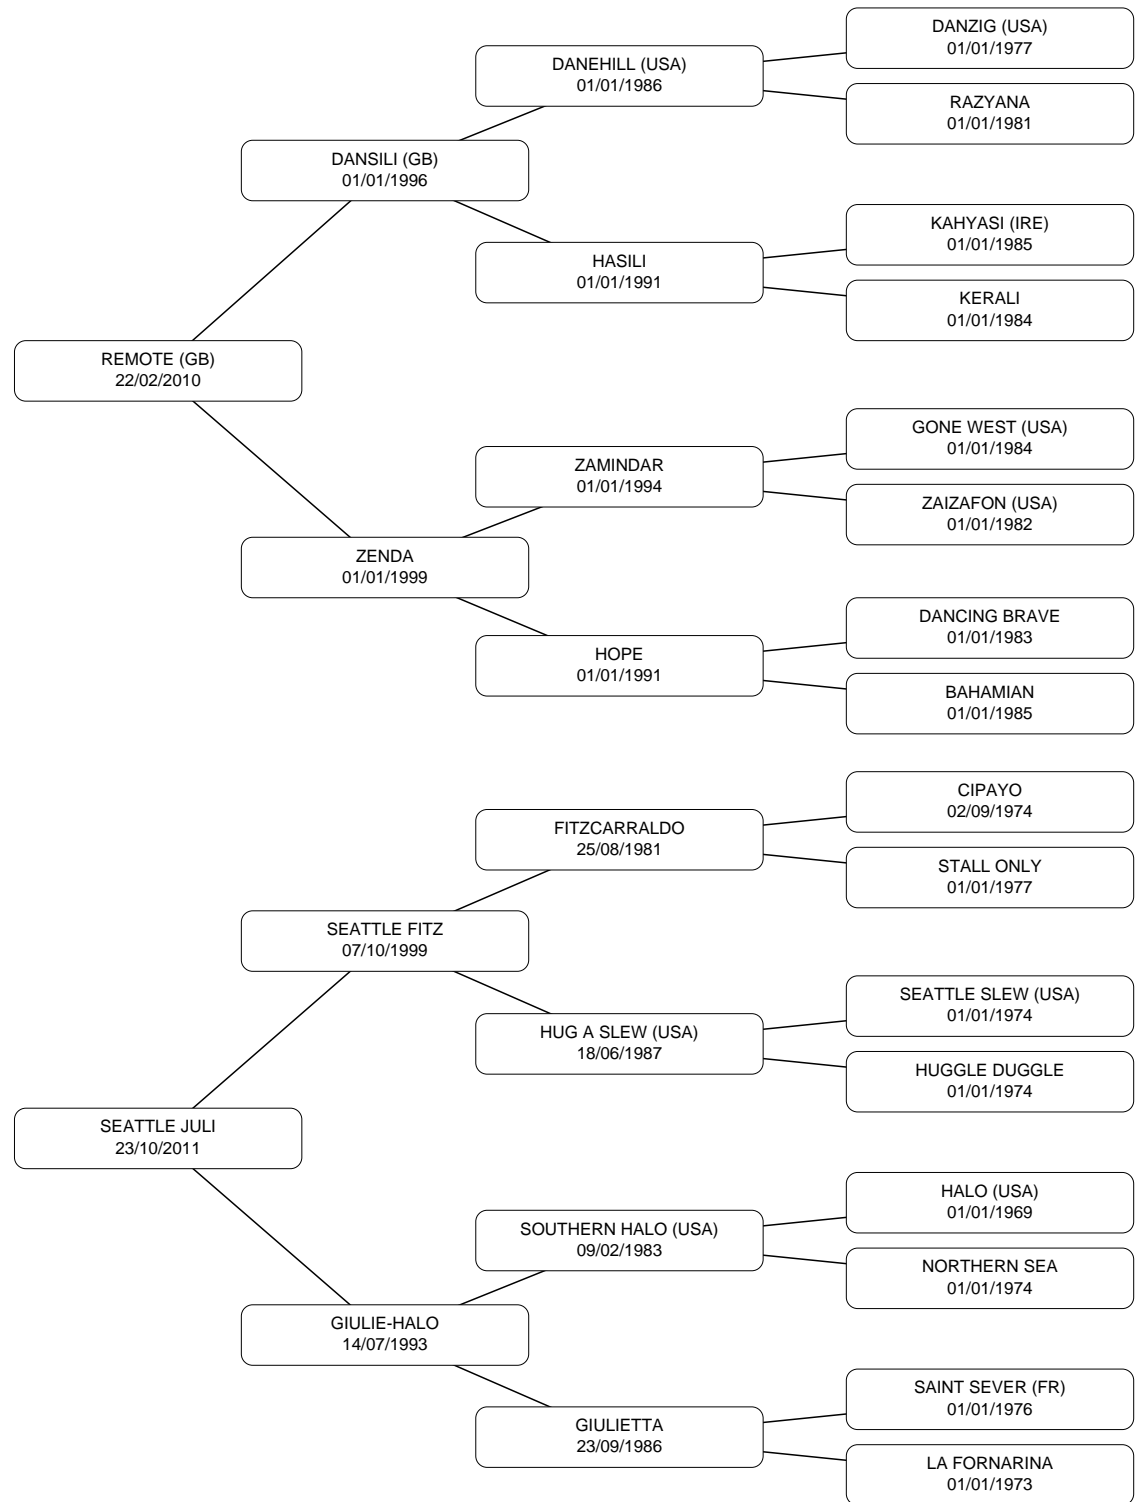 DANZIG (USA)
01/01/1977
DANEHILL (USA)
01/01/1986
RAZYANA
01/01/1981
DANSILI (GB)
01/01/1996
KAHYASI (IRE)
01/01/1985
HASILI
01/01/1991
KERALI
01/01/1984
REMOTE (GB)
22/02/2010
GONE WEST (USA)
01/01/1984
ZAMINDAR
01/01/1994
ZAIZAFON (USA)
01/01/1982
ZENDA
01/01/1999
DANCING BRAVE
01/01/1983
HOPE
01/01/1991
BAHAMIAN
01/01/1985
CIPAYO
02/09/1974
FITZCARRALDO
25/08/1981
STALL ONLY
01/01/1977
SEATTLE FITZ
07/10/1999
SEATTLE SLEW (USA)
01/01/1974
HUG A SLEW (USA)
18/06/1987
HUGGLE DUGGLE
01/01/1974
SEATTLE JULI
23/10/2011
HALO (USA)
01/01/1969
SOUTHERN HALO (USA)
09/02/1983
NORTHERN SEA
01/01/1974
GIULIE-HALO
14/07/1993
SAINT SEVER (FR)
01/01/1976
GIULIETTA
23/09/1986
LA FORNARINA
01/01/1973